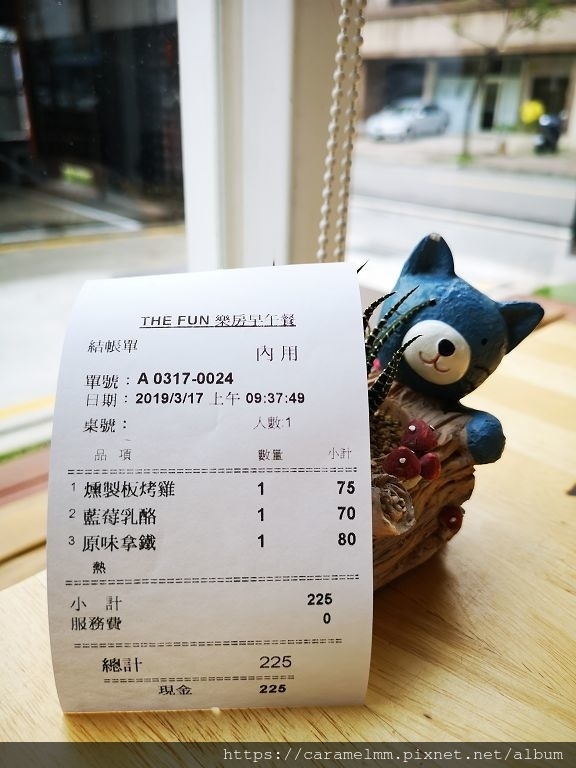 THE FUN 樂房早午餐
結帳單 內用
單號：A 0317-0024
日期：2019/3/17 上午 09:37:49
桌號： 人數:1
品 項 數量 小計
1 燻製板烤雞 1 75
2 藍莓乳酪 1 70
3 原味拿鐵 1 80
熱
小 計 225
服務費 0
總計 225
現金 225
https://caramelmm.pixnet.net/album